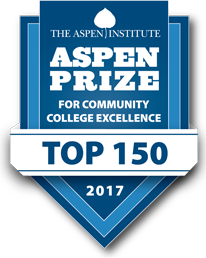 THE ASPEN INSTITUTE
ASPEN
PRIZE
FOR COMMUNITY
COLLEGE EXCELLENCE
TOP 150
2017